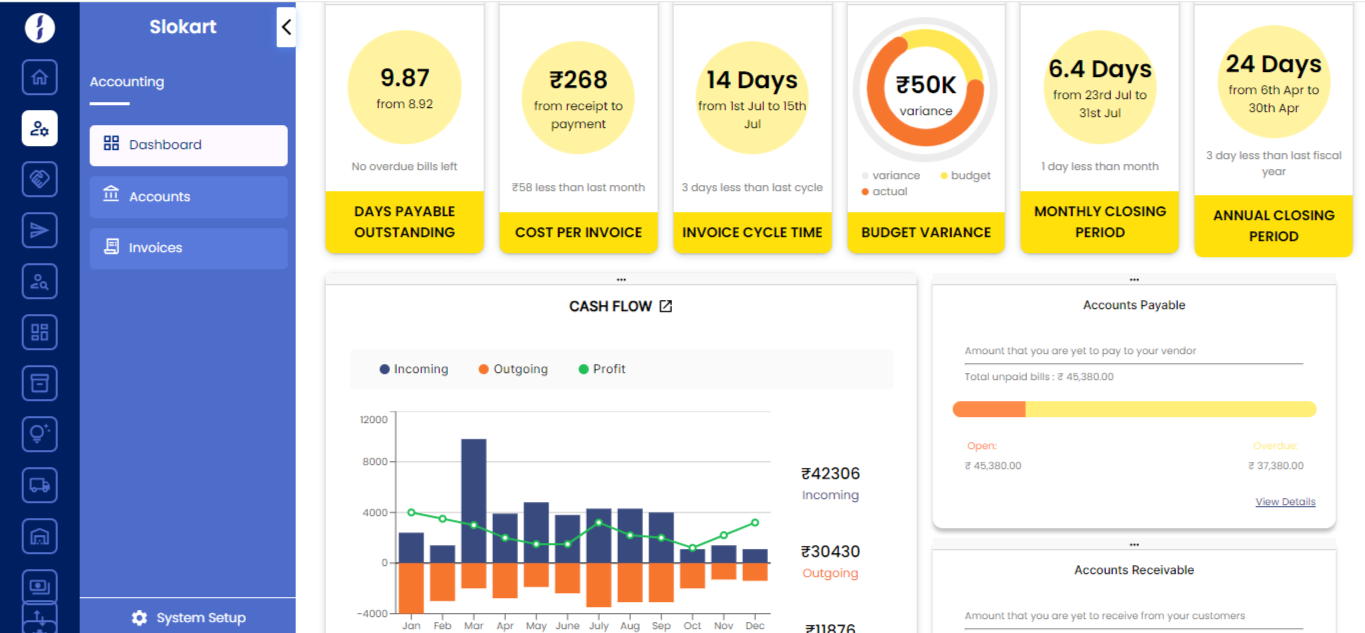 Slokart
Accounting
Dashboard
Accounts
Invoices
System Setup
9.87
from 8.92
No overdue bills left
DAYS PAYABLE
OUTSTANDING
₹268
from receipt to
payment
₹58 less than last month
COST PER INVOICE
14 Days
from 1st Jul to 15th
Jul
3 days less than last cycle
INVOICE CYCLE TIME
₹50K
variance
variance
budget
actual
BUDGET VARIANCE
6.4 Days
from 23rd Jul to
31st Jul
1 day less than month
MONTHLY CLOSING
PERIOD
24 Days
from 6th Apr to
30th Apr
3 day less than last fiscal
year
ANNUAL CLOSING
PERIOD
...
CASH FLOW
Incoming
Outgoing
Profit
12000
8000
4000
0
-4000
Jan Feb Mar Apr May June July Aug Sep Oct Nov Dec
₹42306
Incoming
₹30430
Outgoing
₹11876
...
Accounts Payable
Amount that you are yet to pay to your vendor
Total unpaid bills : ₹ 45,380.00
Open:
₹ 45,380.00
Overdue:
₹ 37,380.00
View Details
...
Accounts Receivable
Amount that you are yet to receive from your customers